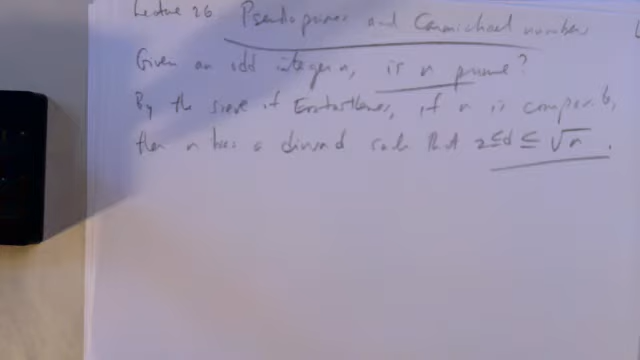 Lecture 26 Pseudoprimes and Carmichael numbers
Given an odd integer n, is n prime?
By the sieve of Eratosthenes, if n is composite,
then n has a divisor d such that 2 ≤ d ≤ √n.